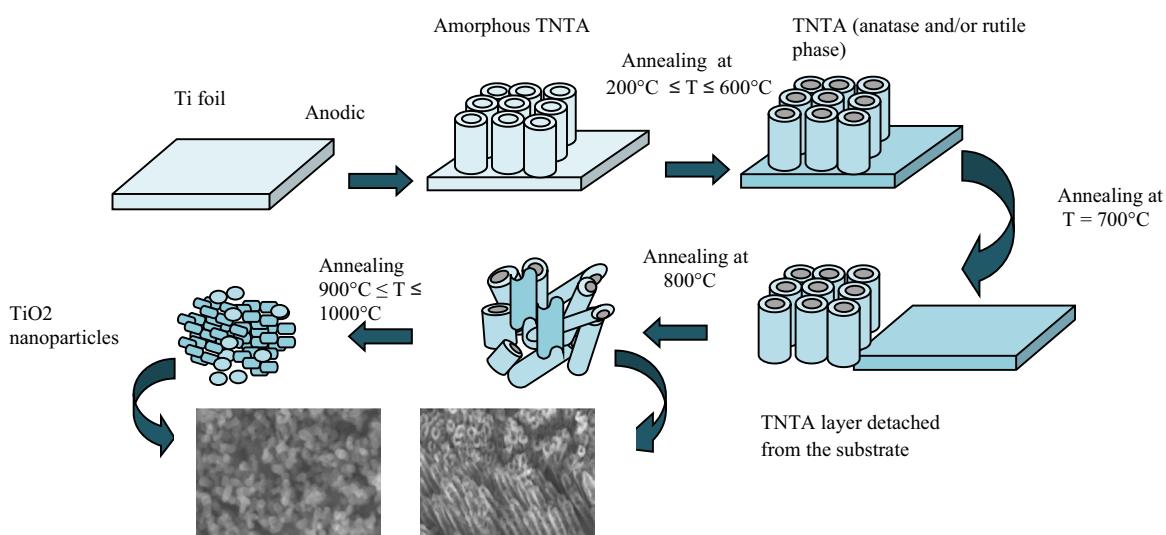 Ti foil
Anodic
Amorphous TNTA
Annealing at
200°C ≤ T ≤ 600°C
TNTA (anatase and/or rutile
phase)
Annealing at
T = 700°C
TNTA layer detached
from the substrate
Annealing at
800°C
Annealing
900°C ≤ T ≤
1000°C
TiO2
nanoparticles